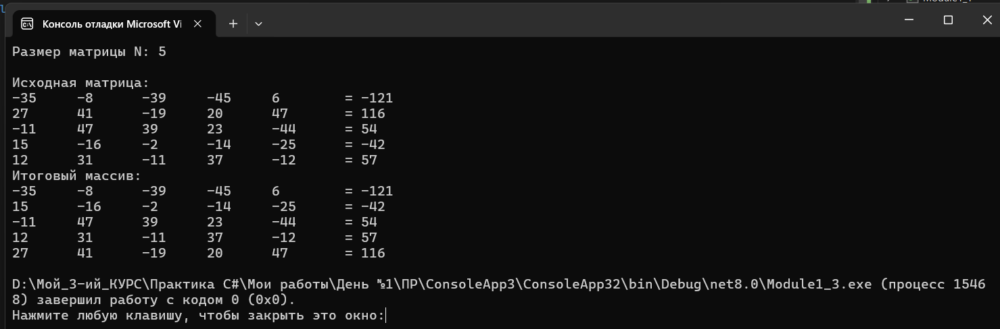 Консоль отладки Microsoft Vi
Размер матрицы N: 5
Исходная матрица:
-35 -8 -39 -45 6 = -121
27 41 -19 20 47 = 116
-11 47 39 23 -44 = 54
15 -16 -2 -14 -25 = -42
12 31 -11 37 -12 = 57
Итоговый массив:
-35 -8 -39 -45 6 = -121
15 -16 -2 -14 -25 = -42
-11 47 39 23 -44 = 54
12 31 -11 37 -12 = 57
27 41 -19 20 47 = 116
D:\Мой_3-ий_КУРС\Практика C#\Мои работы\День №1\ПР\ConsoleApp3\ConsoleApp32\bin\Debug\net8.0\Module1_3.exe (процесс 1546
8) завершил работу с кодом 0 (0x0).
Нажмите любую клавишу, чтобы закрыть это окно: